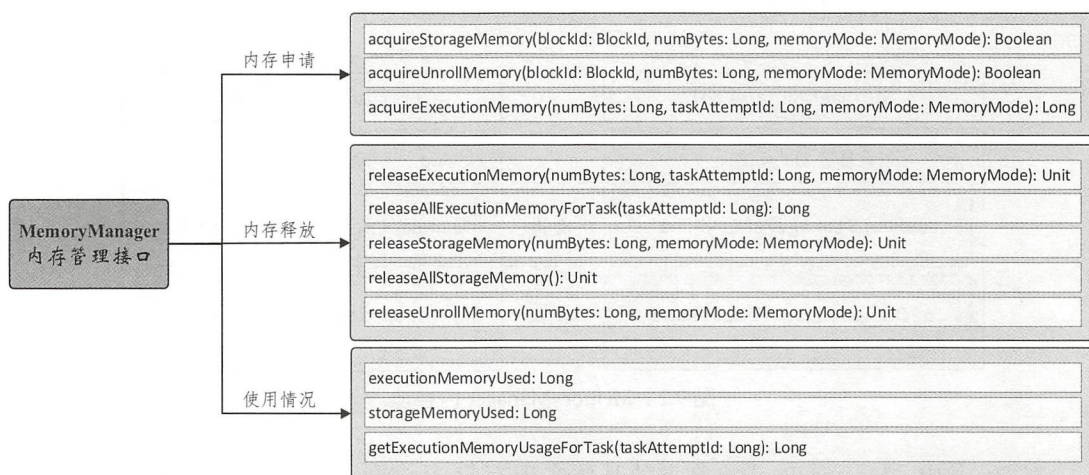 内存申请
acquireStorageMemory(blockId: BlockId, numBytes: Long, memoryMode: MemoryMode): Boolean
acquireUnrollMemory(blockId: BlockId, numBytes: Long, memoryMode: MemoryMode): Boolean
acquireExecutionMemory(numBytes: Long, taskAttemptId: Long, memoryMode: MemoryMode): Long
MemoryManager
内存管理接口
内存释放
releaseExecutionMemory(numBytes: Long, taskAttemptId: Long, memoryMode: MemoryMode): Unit
releaseAllExecutionMemoryForTask(taskAttemptId: Long): Long
releaseStorageMemory(numBytes: Long, memoryMode: MemoryMode): Unit
releaseAllStorageMemory(): Unit
releaseUnrollMemory(numBytes: Long, memoryMode: MemoryMode): Unit
使用情况
executionMemoryUsed: Long
storageMemoryUsed: Long
getExecutionMemoryUsageForTask(taskAttemptId: Long): Long